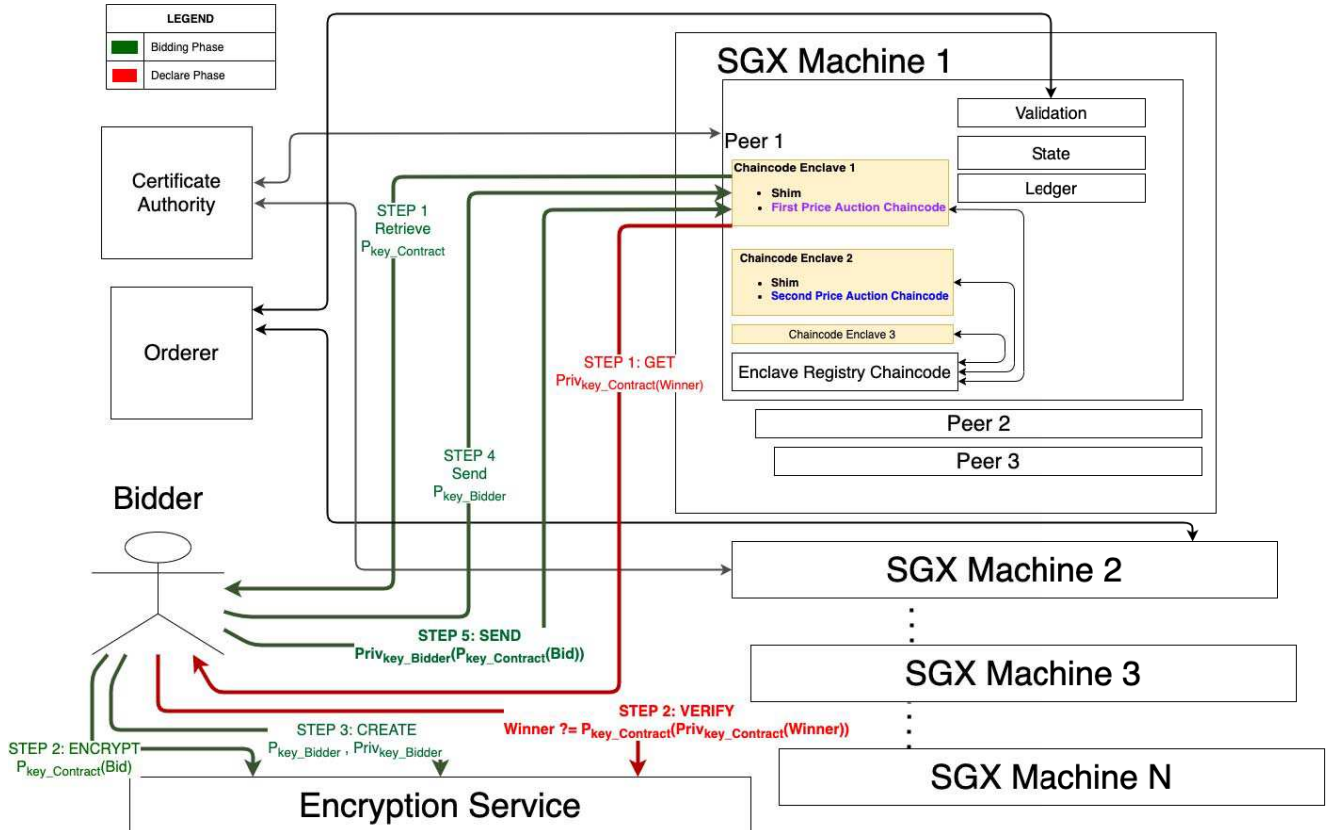 LEGEND
Bidding Phase
Declare Phase
SGX Machine 1
Validation
State
Ledger
Peer 1
Chaincode Enclave 1
• Shim
• First Price Auction Chaincode
Chaincode Enclave 2
• Shim
• Second Price Auction Chaincode
Chaincode Enclave 3
Enclave Registry Chaincode
Peer 2
Peer 3
Certificate
Authority
Orderer
STEP 1
Retrieve
Pkey_Contract
STEP 1: GET
Privkey_Contract(Winner)
STEP 4
Send
Pkey_Bidder
Bidder
STEP 5: SEND
Privkey_Bidder(Pkey_Contract(Bid))
STEP 2: VERIFY
Winner ?= Pkey_Contract(Privkey_Contract(Winner))
STEP 3: CREATE
Pkey_Bidder , Privkey_Bidder
STEP 2: ENCRYPT
Pkey_Contract(Bid)
Encryption Service
SGX Machine 2
SGX Machine 3
SGX Machine N